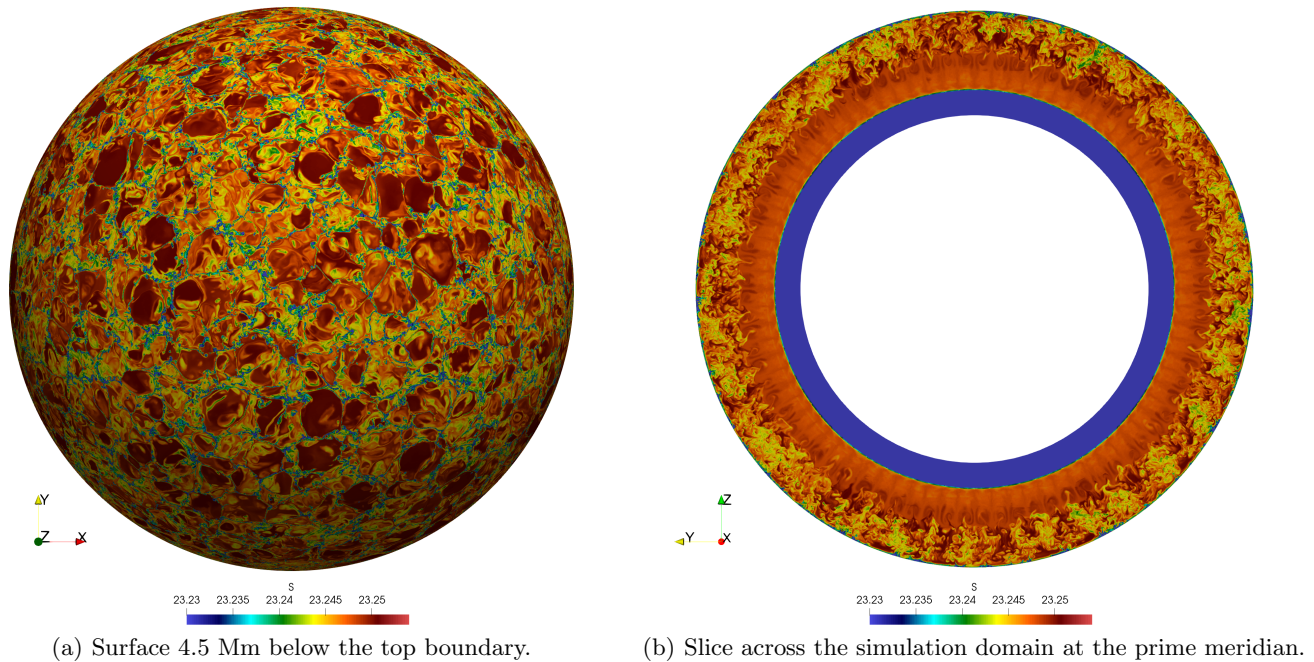 Y
Z X
Z
Y X
S
23.23 23.235 23.24 23.245 23.25
S
23.23 23.235 23.24 23.245 23.25
(a) Surface 4.5 Mm below the top boundary.
(b) Slice across the simulation domain at the prime meridian.